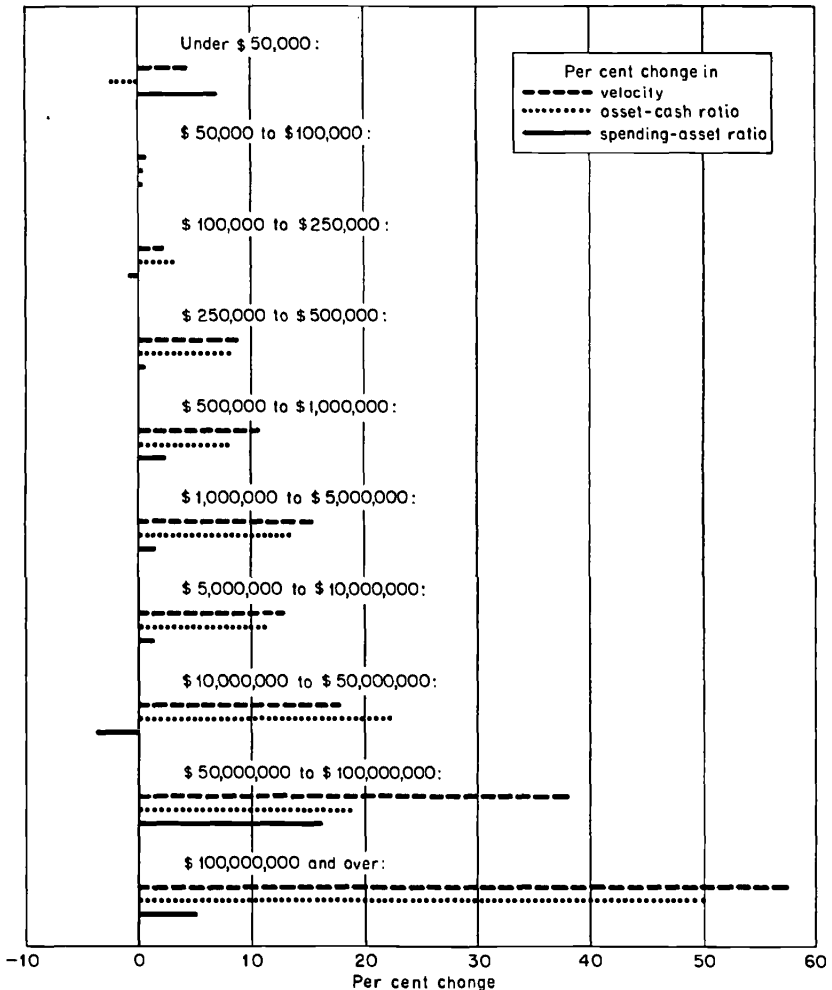 Under $50,000:
Per cent change in
velocity
asset-cash ratio
spending-asset ratio
$50,000 to $100,000:
$100,000 to $250,000:
$250,000 to $500,000:
$500,000 to $1,000,000:
$1,000,000 to $5,000,000:
$5,000,000 to $10,000,000:
$10,000,000 to $50,000,000:
$50,000,000 to $100,000,000:
$100,000,000 and over:
-10 0 10 20 30 40 50 60
Per cent change